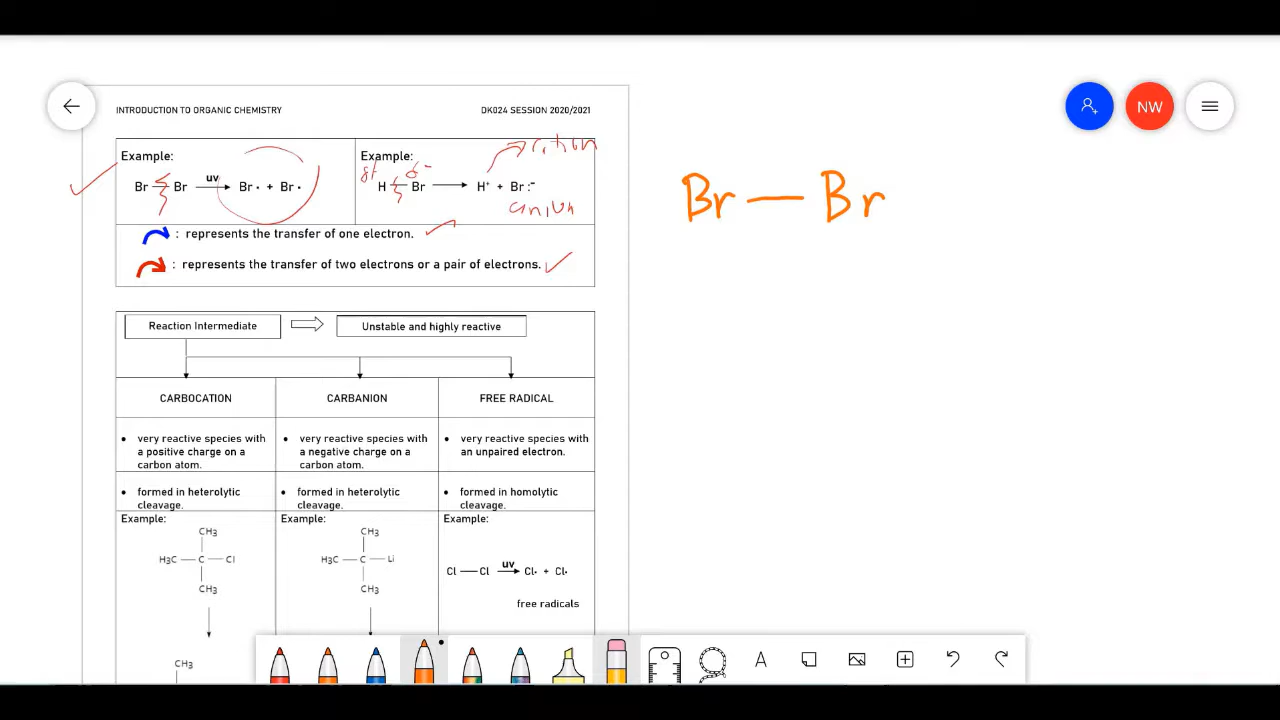 INTRODUCTION TO ORGANIC CHEMISTRY DK024 SESSION 2020/2021
NW
Example:
Br Br uv Br· + Br·
Example:
δ+ δ-
H Br H⁺ + Br:⁻
cation
anion
: represents the transfer of one electron.
: represents the transfer of two electrons or a pair of electrons.
Br — Br
Reaction Intermediate
Unstable and highly reactive
CARBOCATION CARBANION FREE RADICAL
• very reactive species with
a positive charge on a
carbon atom.
• very reactive species with
a negative charge on a
carbon atom.
• very reactive species with
an unpaired electron.
• formed in heterolytic
cleavage.
• formed in heterolytic
cleavage.
• formed in homolytic
cleavage.
Example:
CH3
H3C — C — Cl
CH3
CH3
Example:
CH3
H3C — C — Li
CH3
Example:
Cl — Cl uv Cl· + Cl·
free radicals
A